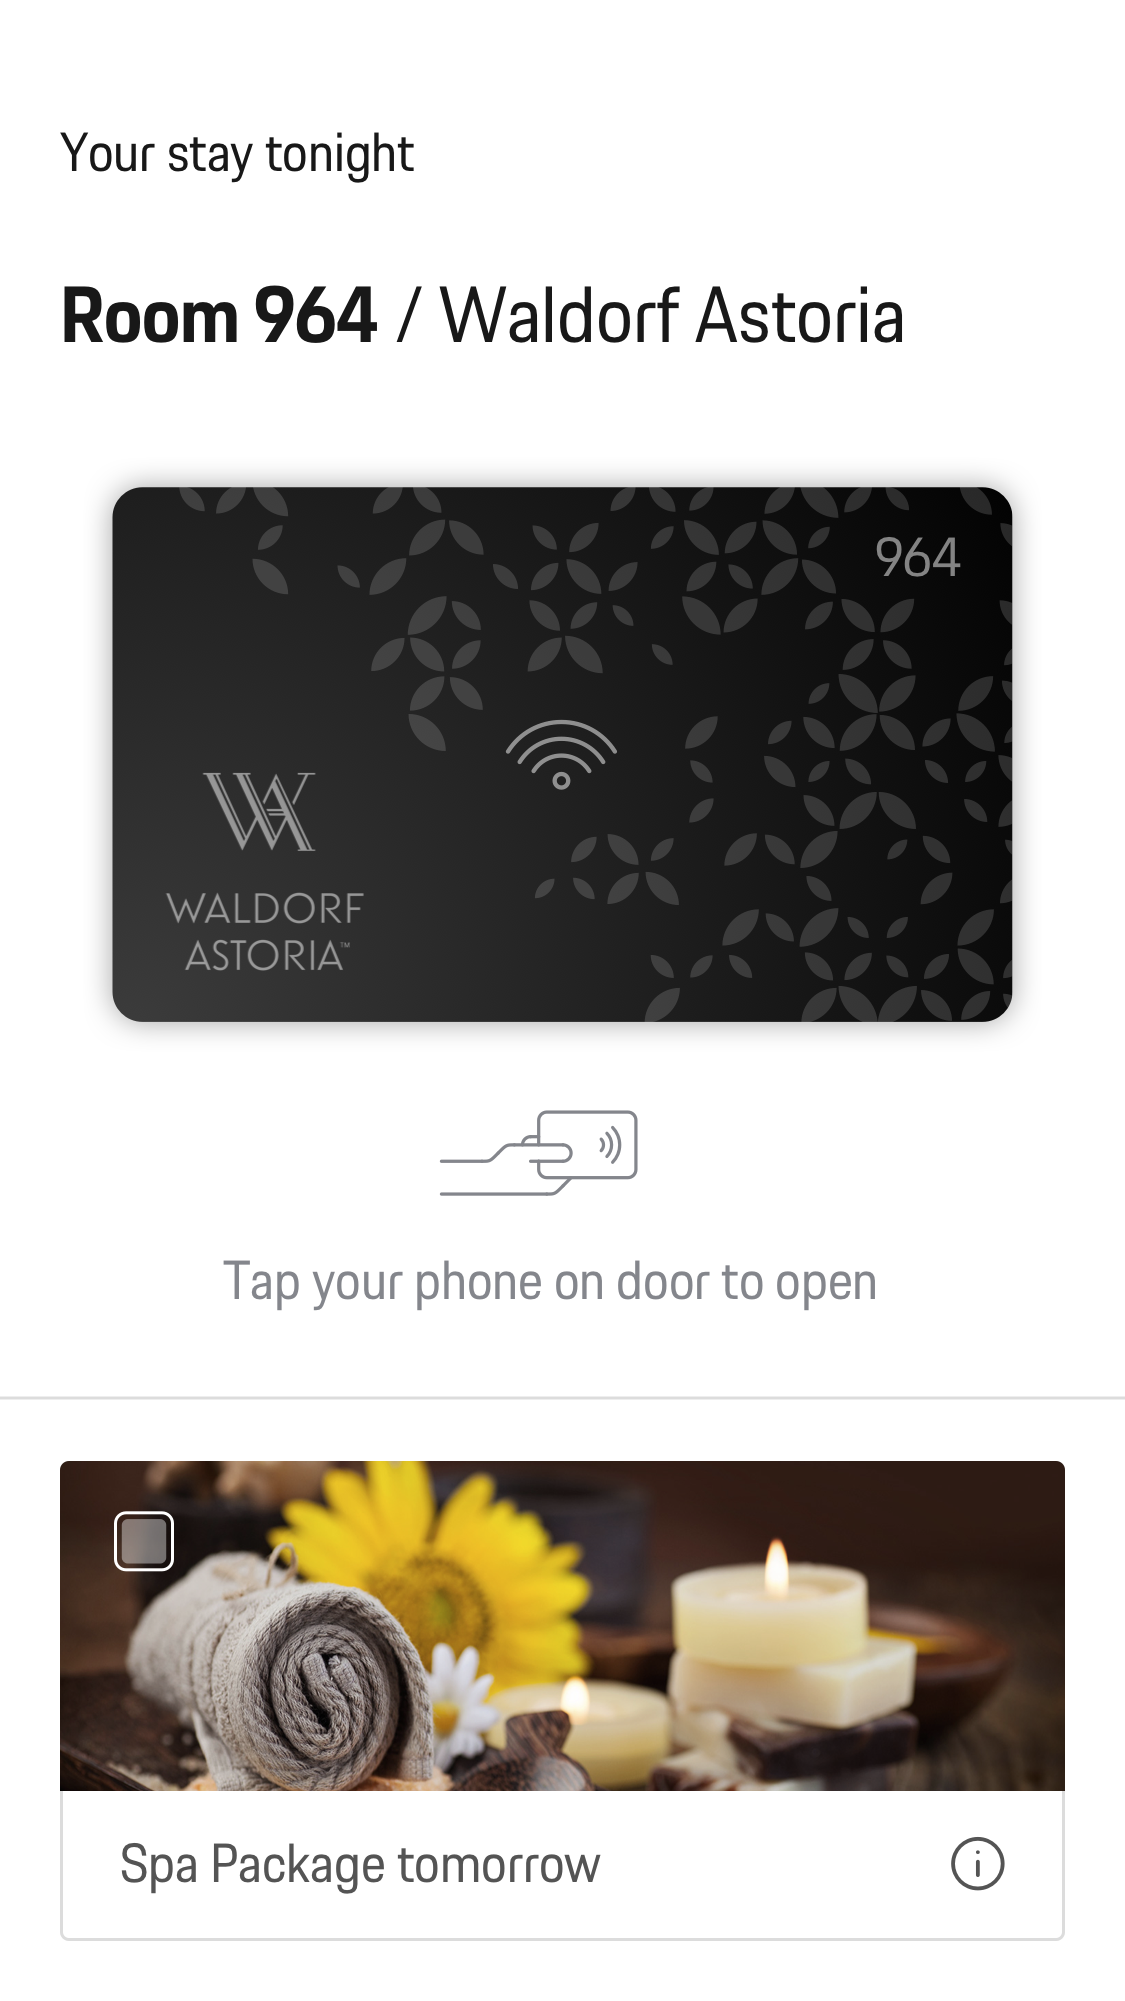 Your stay tonight
Room 964 / Waldorf Astoria
964
WALDORF
ASTORIA™
Tap your phone on door to open
Spa Package tomorrow